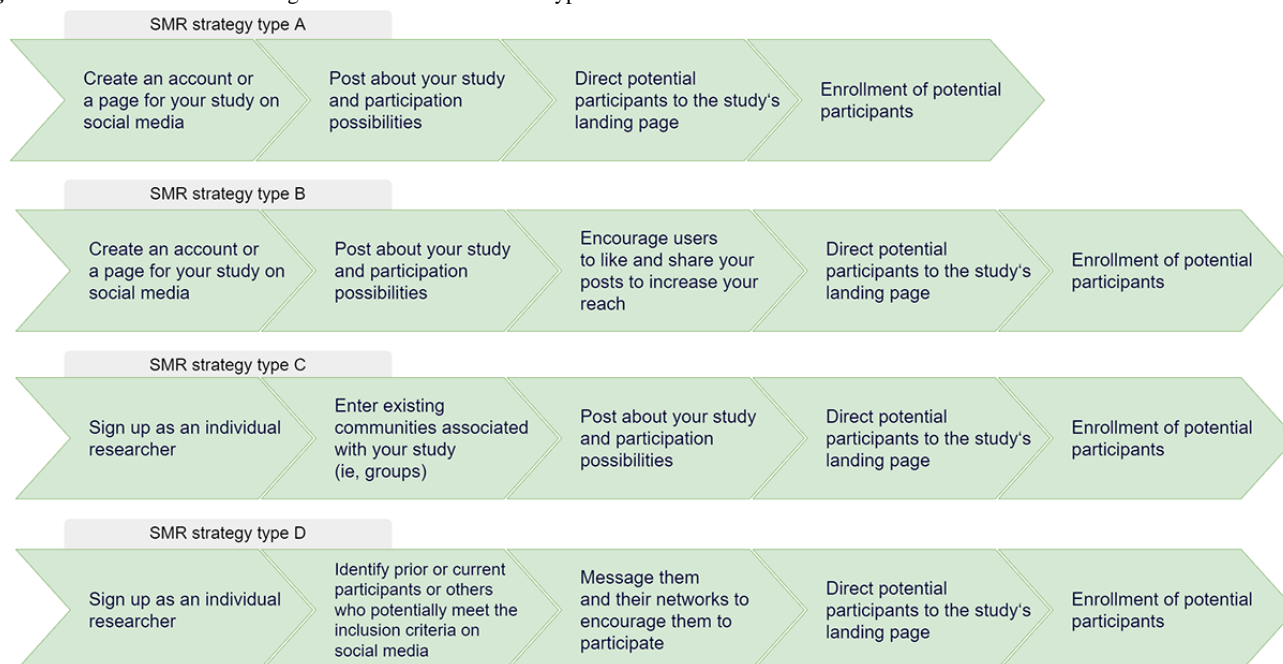 SMR strategy type A
Create an account or
a page for your study on
social media
Post about your study
and participation
possibilities
Direct potential
participants to the study's
landing page
Enrollment of potential
participants
SMR strategy type B
Create an account or
a page for your study on
social media
Post about your study
and participation
possibilities
Encourage users
to like and share your
posts to increase your
reach
Direct potential
participants to the study's
landing page
Enrollment of potential
participants
SMR strategy type C
Sign up as an individual
researcher
Enter existing
communities associated
with your study
(ie, groups)
Post about your study
and participation
possibilities
Direct potential
participants to the study's
landing page
Enrollment of potential
participants
SMR strategy type D
Sign up as an individual
researcher
Identify prior or current
participants or others
who potentially meet the
inclusion criteria on
social media
Message them
and their networks to
encourage them to
participate
Direct potential
participants to the study's
landing page
Enrollment of potential
participants